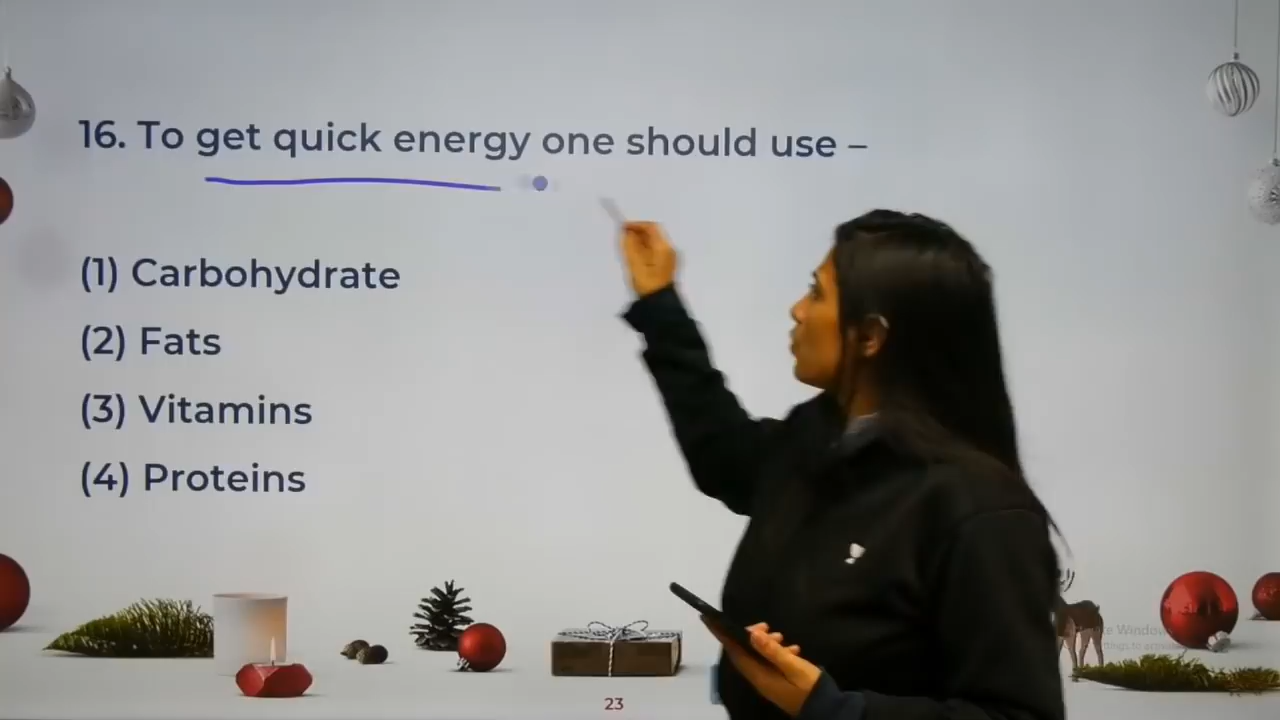 16. To get quick energy one should use –
(1) Carbohydrate
(2) Fats
(3) Vitamins
(4) Proteins
23